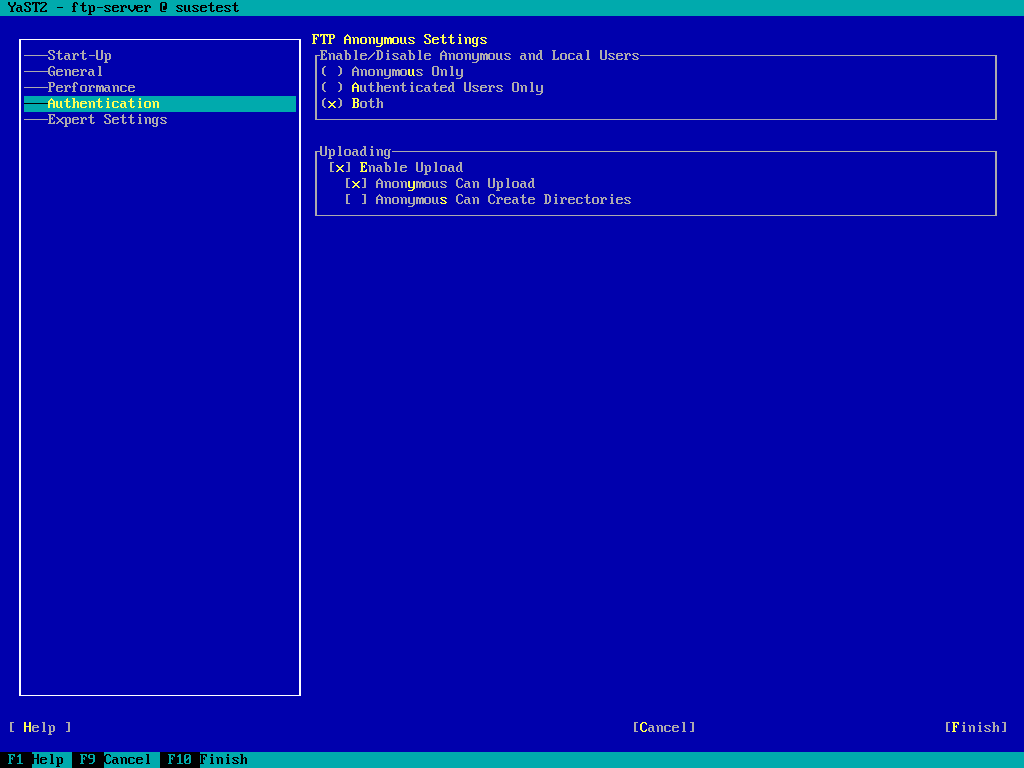 YaST2 - ftp-server @ susetest
Start-Up
General
Performance
Authentication
Expert Settings
FTP Anonymous Settings
Enable/Disable Anonymous and Local Users
( ) Anonymous Only
( ) Authenticated Users Only
(x) Both
Uploading
[x] Enable Upload
[x] Anonymous Can Upload
[ ] Anonymous Can Create Directories
[ Help ] [Cancel] [Finish]
F1 Help F9 Cancel F10 Finish